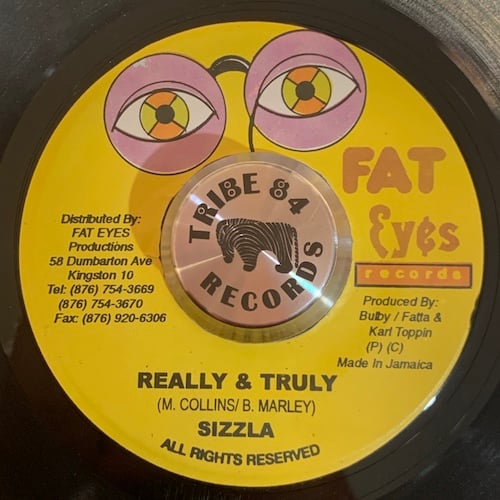 FAT
Eyes
records
TRIBE 84
RECORDS
Distributed By:
FAT EYES
Productions
58 Dumbarton Ave
Kingston 10
Tel: (876) 754-3669
(876) 754-3670
Fax: (876) 920-6306
Produced By:
Bulby / Fatta &
Karl Toppin
(P) (C)
Made In Jamaica
REALLY & TRULY
(M. COLLINS/ B. MARLEY)
SIZZLA
ALL RIGHTS RESERVED